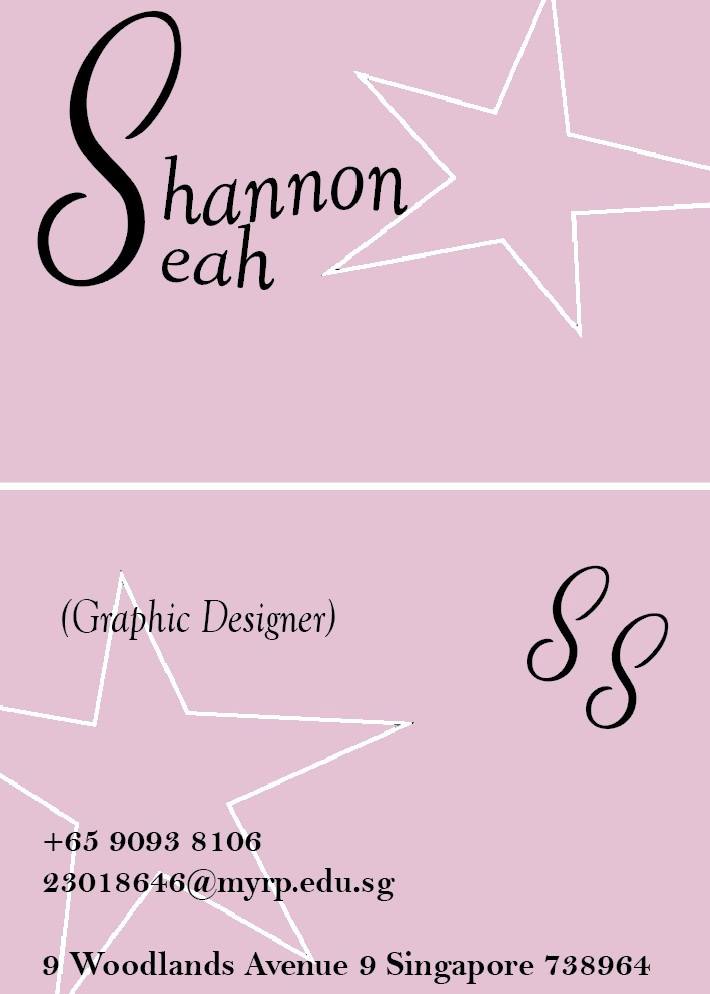 Shannon
Seah
(Graphic Designer)
SS
+65 9093 8106
23018646@myrp.edu.sg
9 Woodlands Avenue 9 Singapore 738964